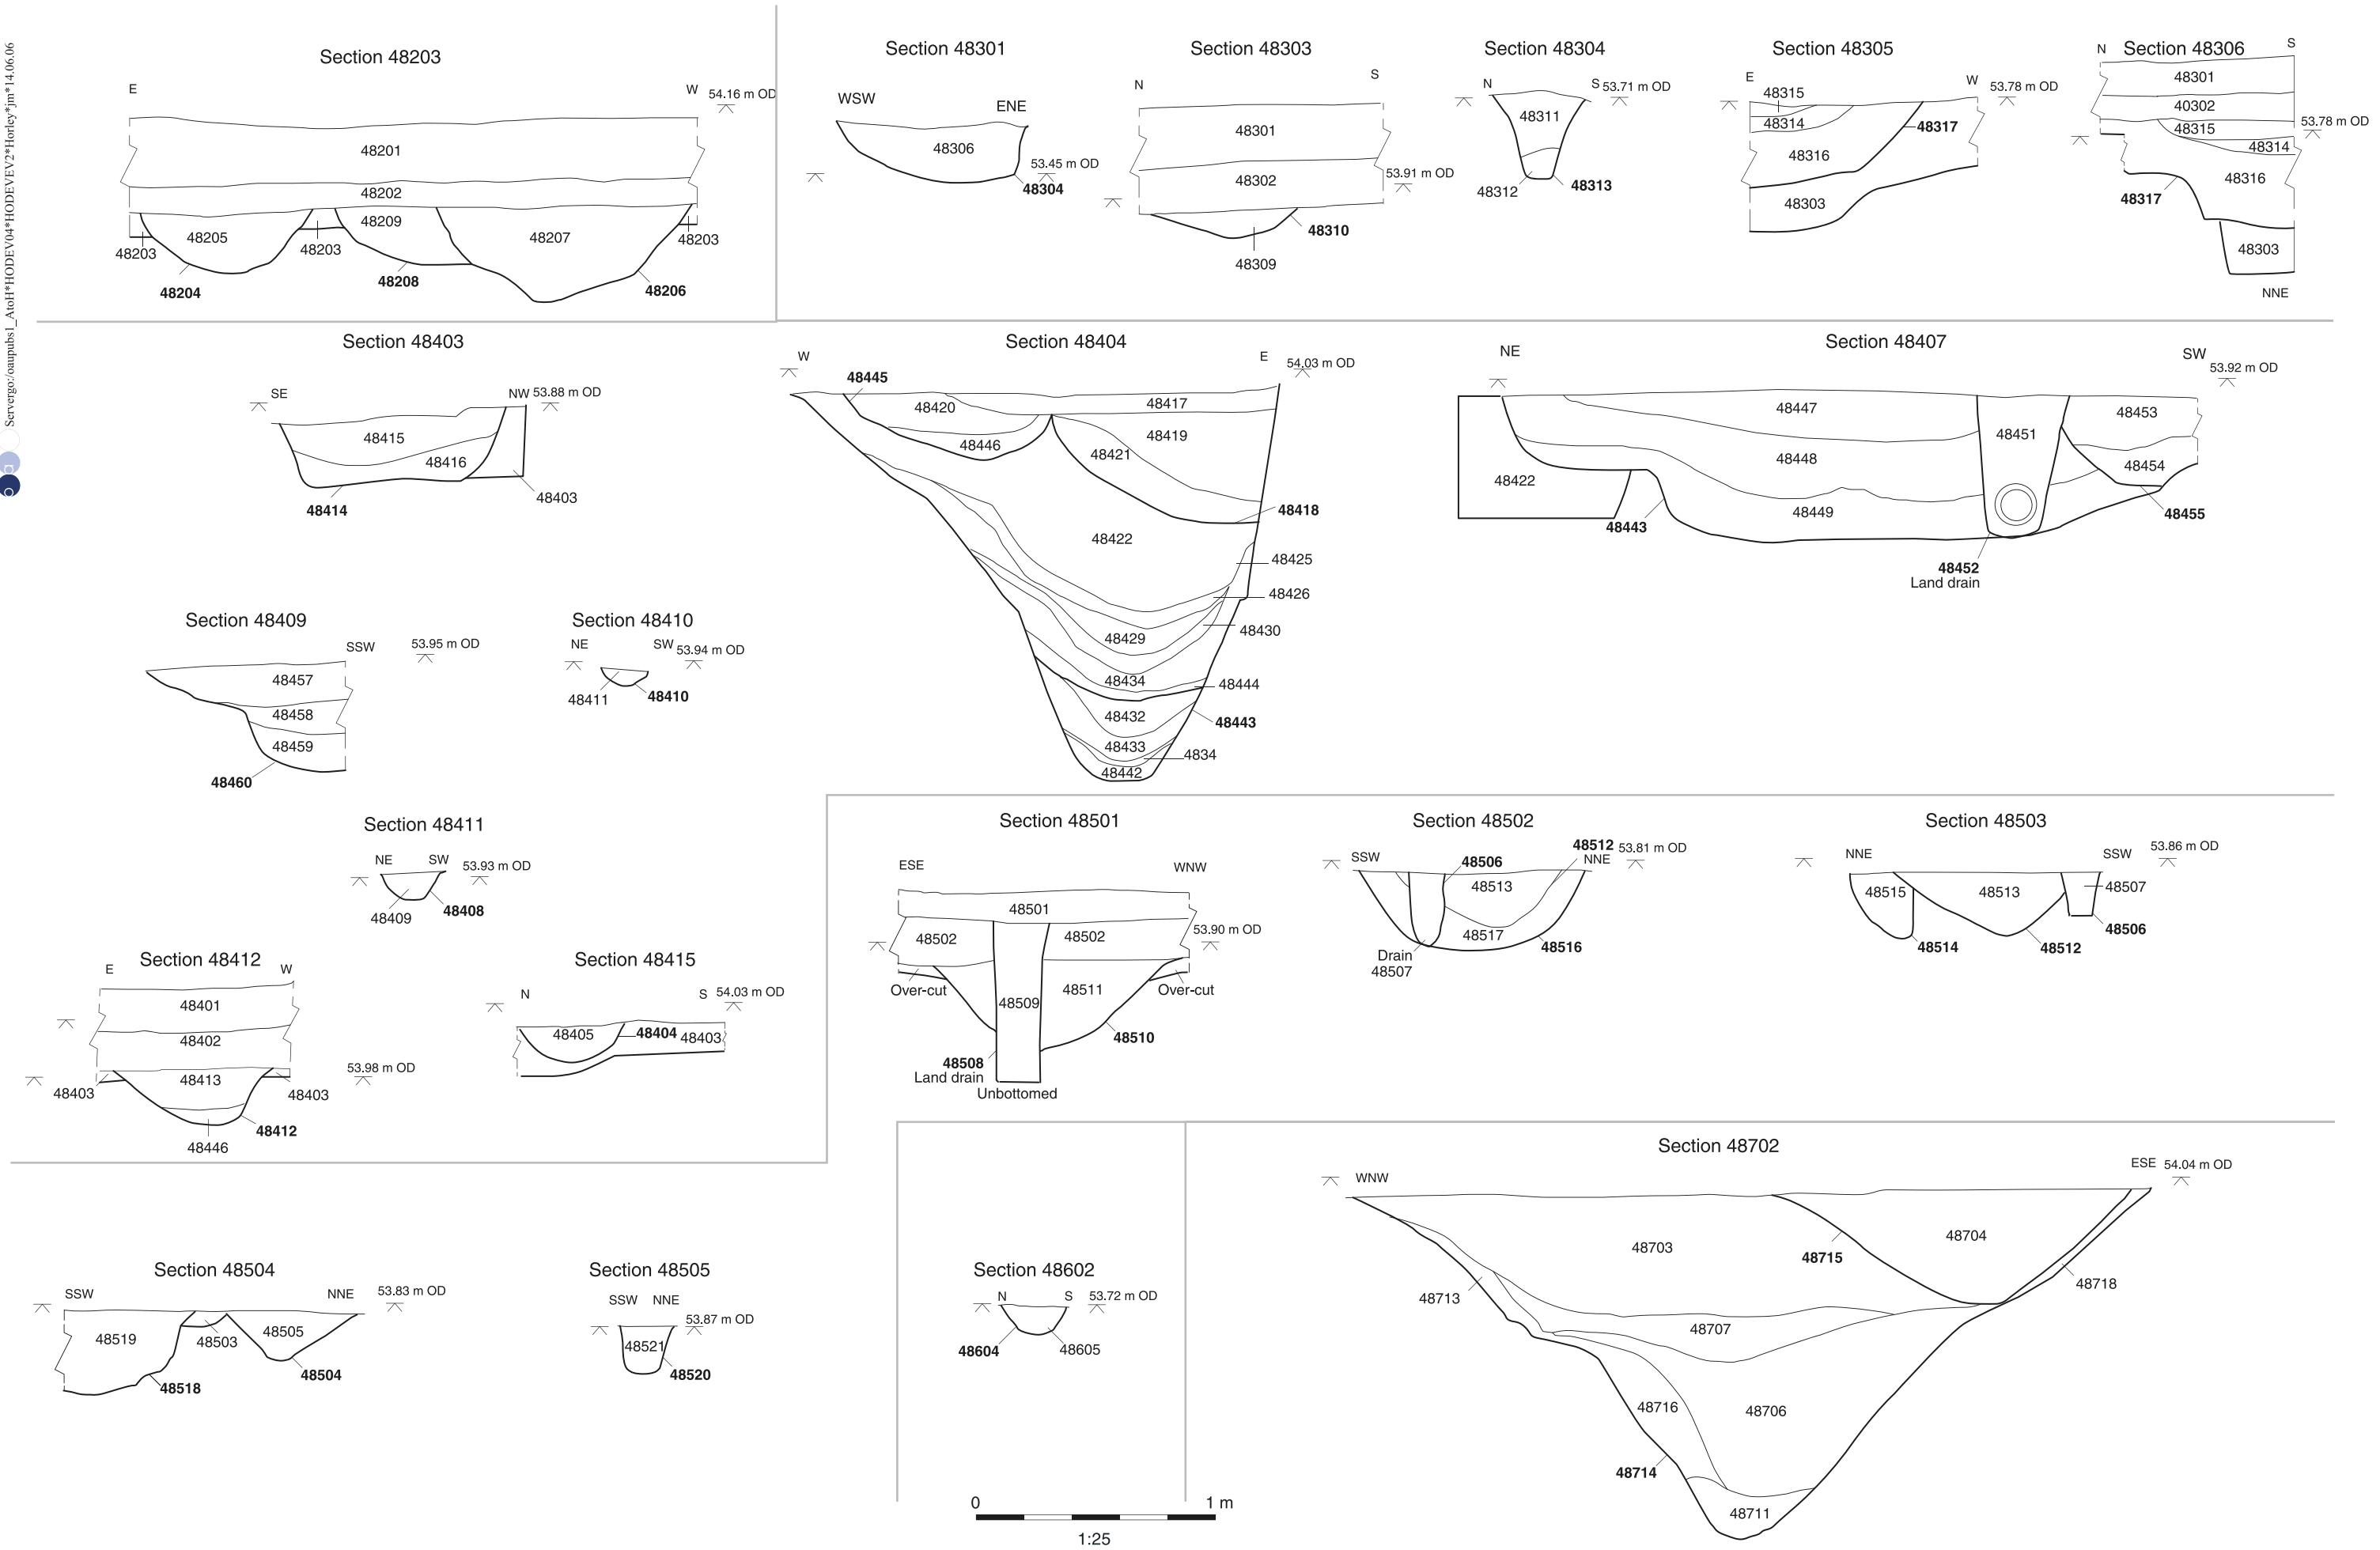 Servergo:/oaupubs1_AtoH*HODEV04*HODEVEV2*Horley*jm*14.06.06
Section 48203
E
W 54.16 m OD
48201
48202
48205
48209
48207
48203
48203
48203
48204
48208
48206
Section 48301
WSW
ENE
48306
53.45 m OD
48304
Section 48303
N
S
48301
48302
53.91 m OD
48310
48309
Section 48304
N
S 53.71 m OD
48311
48312
48313
Section 48305
E
W 53.78 m OD
48315
48314
48317
48316
48303
Section 48306
N
S
48301
40302
48315
53.78 m OD
48314
48316
48317
48303
NNE
Section 48403
SE
NW 53.88 m OD
48415
48416
48403
48414
Section 48404
W
E 54.03 m OD
48445
48420
48417
48446
48419
48421
48418
48422
48425
48426
48429
48430
48434
48444
48432
48443
48433
4834
48442
Section 48407
NE
SW
53.92 m OD
48447
48453
48451
48448
48454
48422
48449
48443
48455
48452
Land drain
Section 48409
SSW
53.95 m OD
48457
48458
48459
48460
Section 48410
NE
SW 53.94 m OD
48411
48410
Section 48411
NE
SW 53.93 m OD
48409
48408
Section 48412
E
W
48401
48402
48413
53.98 m OD
48403
48403
48412
48446
Section 48415
N
S 54.03 m OD
48405
48404
48403
Section 48501
ESE
WNW
48501
48502
48502
53.90 m OD
Over-cut
48511
Over-cut
48509
48510
48508
Land drain
Unbottomed
Section 48502
SSW
48506
48512
NNE
53.81 m OD
48513
48517
48516
Drain
48507
Section 48503
NNE
SSW
53.86 m OD
48515
48513
48507
48506
48514
48512
Section 48504
SSW
NNE
53.83 m OD
48519
48503
48505
48504
48518
Section 48505
SSW NNE
53.87 m OD
48521
48520
Section 48602
N
S
53.72 m OD
48604
48605
Section 48702
WNW
ESE 54.04 m OD
48703
48704
48715
48718
48713
48707
48716
48706
48714
48711
0
1 m
1:25